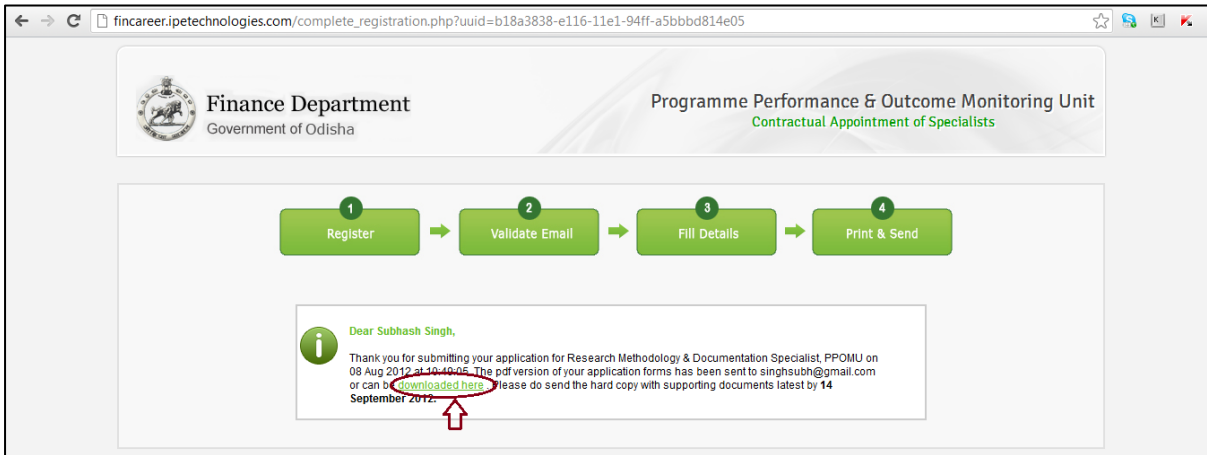 fincareer.ipetechnologies.com/complete_registration.php?uuid=b18a3838-e116-11e1-94ff-a5bbbd814e05
Finance Department
Government of Odisha
Programme Performance & Outcome Monitoring Unit
Contractual Appointment of Specialists
1
Register
2
Validate Email
3
Fill Details
4
Print & Send
Dear Subhash Singh,
Thank you for submitting your application for Research Methodology & Documentation Specialist, PPOMU on
08 Aug 2012 at 10:49:05. The pdf version of your application forms has been sent to singhsubh@gmail.com
or can be downloaded here . Please do send the hard copy with supporting documents latest by 14
September 2012.